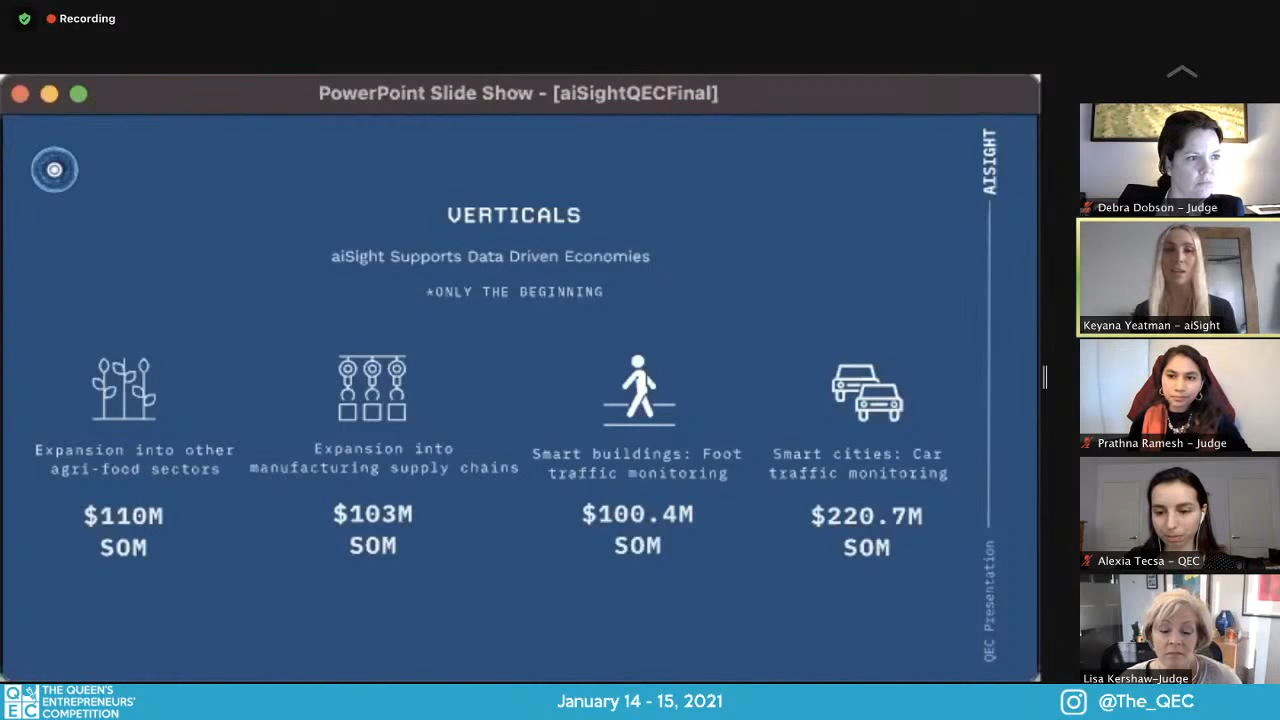 Recording
PowerPoint Slide Show - [aiSightQECFinal]
AISIGHT
VERTICALS
aiSight Supports Data Driven Economies
*ONLY THE BEGINNING
Expansion into other
agri-food sectors
$110M
SOM
Expansion into
manufacturing supply chains
$103M
SOM
Smart buildings: Foot
traffic monitoring
$100.4M
SOM
Smart cities: Car
traffic monitoring
$220.7M
SOM
QEC Presentation
Debra Dobson - Judge
Keyana Yeatman - aiSight
Prathna Ramesh - Judge
Alexia Tecsa - QEC
Lisa Kershaw-Judge
QEC
THE QUEEN'S
ENTREPRENEURS'
COMPETITION
January 14 - 15, 2021
@The_QEC